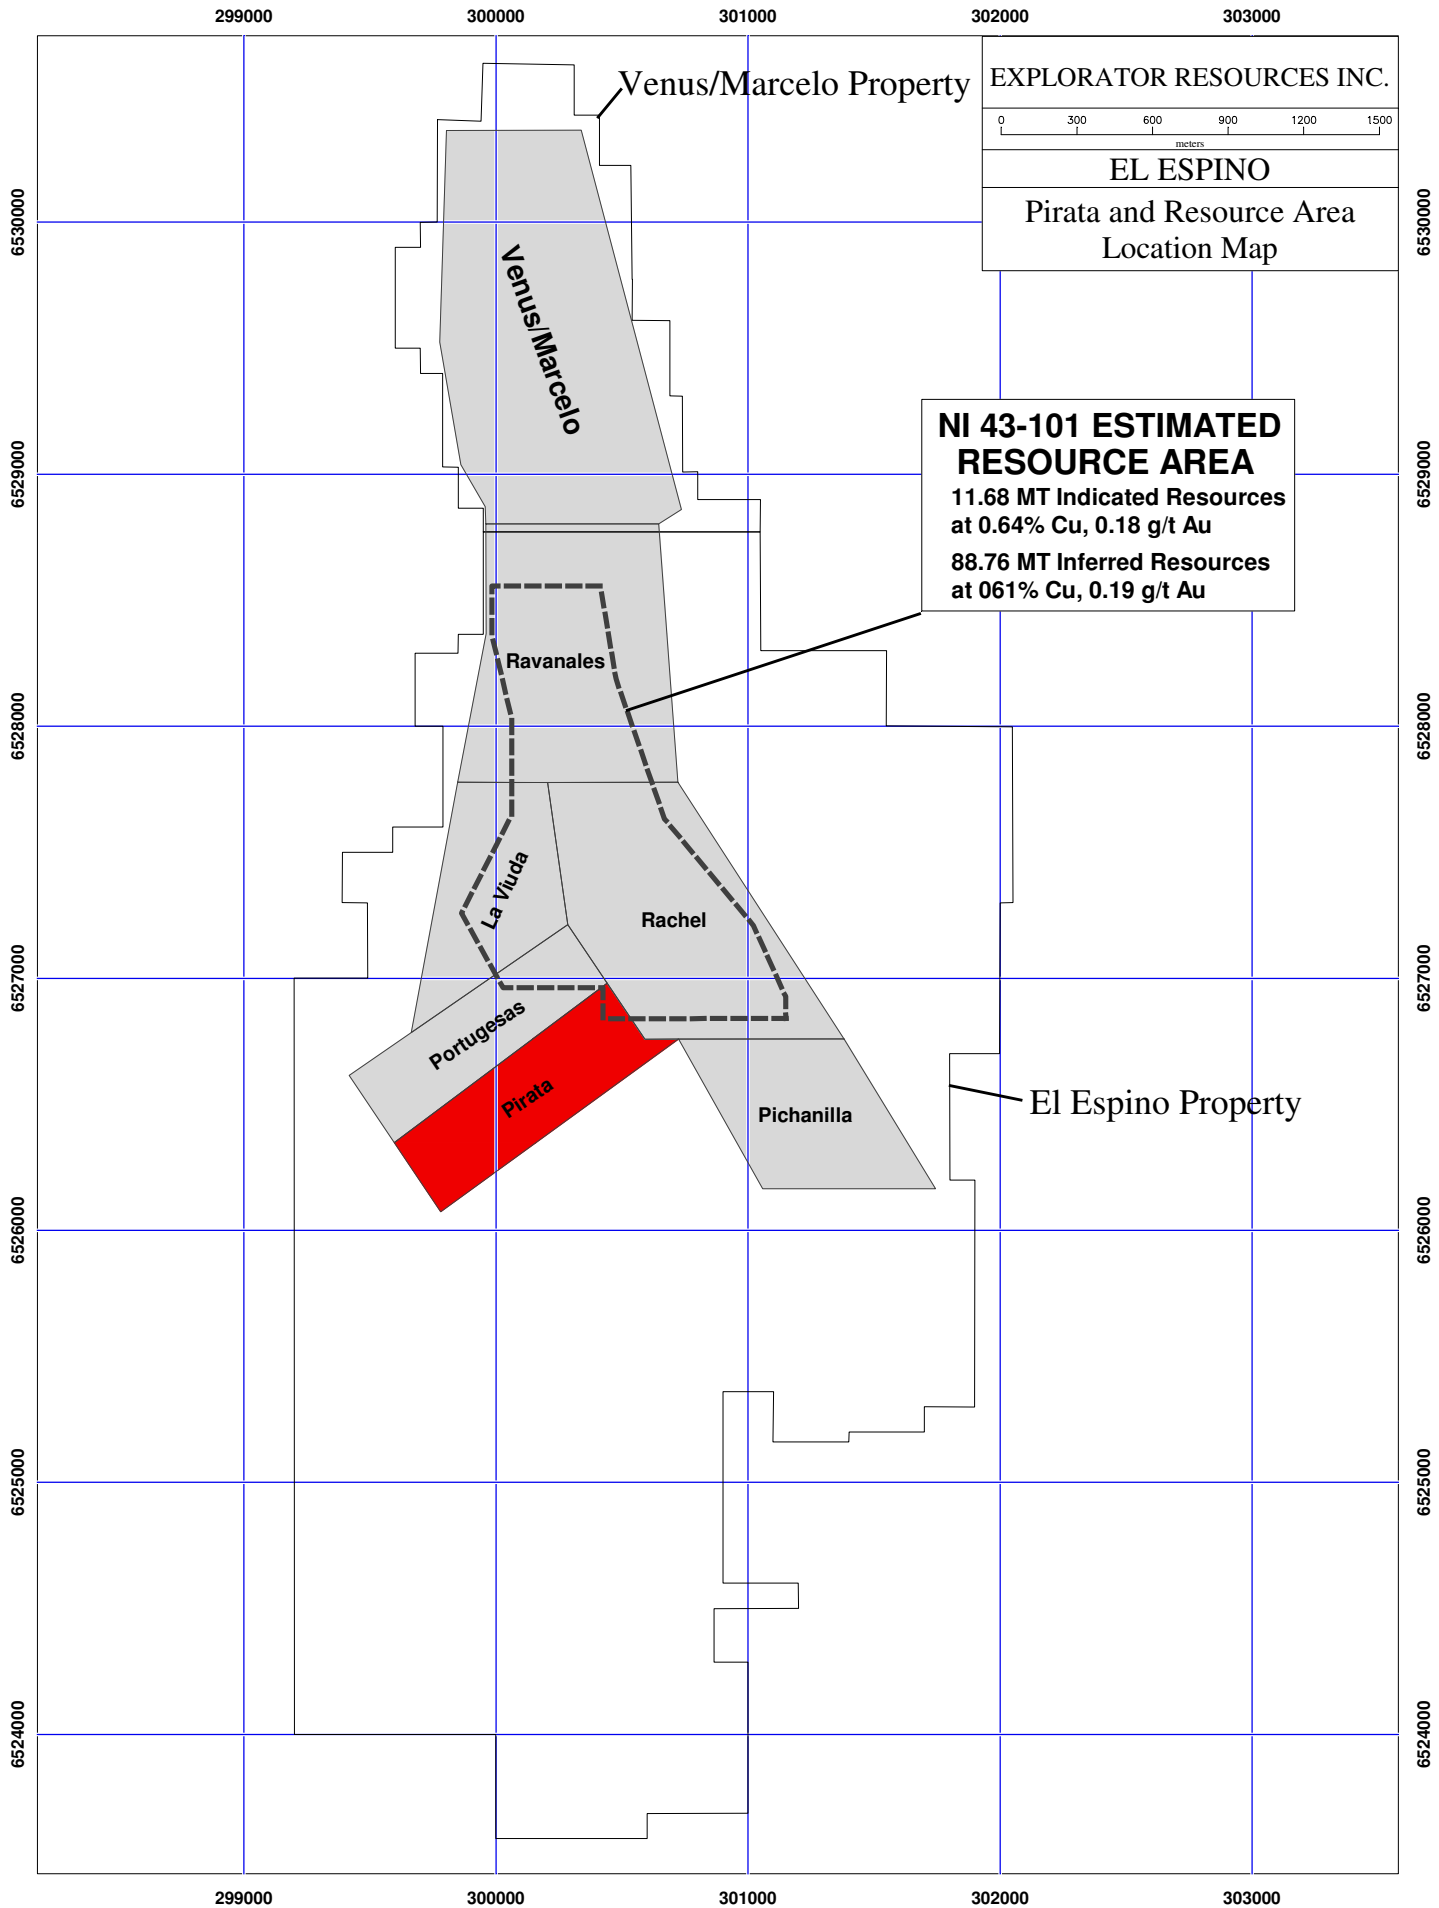 299000
300000
301000
302000
303000
Venus/Marcelo Property
EXPLORATOR RESOURCES INC.
0
300
600
900
1200
1500
meters
EL ESPINO
Pirata and Resource Area
Location Map
6530000
6530000
Venus/Marcelo
NI 43-101 ESTIMATED
RESOURCE AREA
11.68 MT Indicated Resources
at 0.64% Cu, 0.18 g/t Au
88.76 MT Inferred Resources
at 061% Cu, 0.19 g/t Au
6529000
6529000
Ravanales
6528000
6528000
La Viuda
Rachel
6527000
6527000
Portugesas
Pirata
Pichanilla
El Espino Property
6526000
6526000
6525000
6525000
6524000
6524000
299000
300000
301000
302000
303000